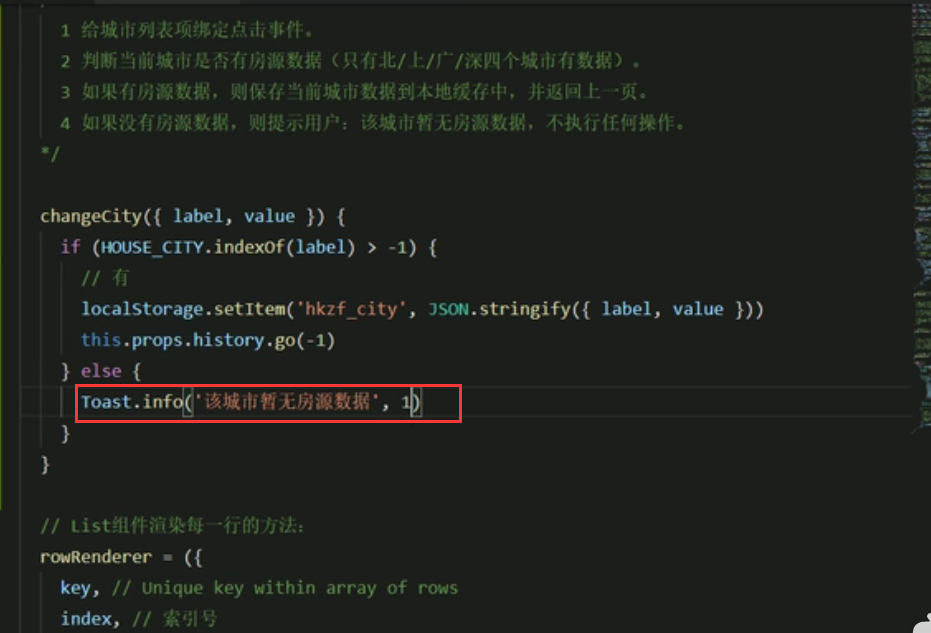 1 给城市列表项绑定点击事件。
2 判断当前城市是否有房源数据（只有北/上/广/深四个城市有数据）。
3 如果有房源数据，则保存当前城市数据到本地缓存中，并返回上一页。
4 如果没有房源数据，则提示用户：该城市暂无房源数据，不执行任何操作。
*/
changeCity({ label, value }) {
if (HOUSE_CITY.indexOf(label) > -1) {
// 有
localStorage.setItem('hkzf_city', JSON.stringify({ label, value }))
this.props.history.go(-1)
} else {
Toast.info('该城市暂无房源数据', 1)
}
}
// List组件渲染每一行的方法：
rowRenderer = ({
key, // Unique key within array of rows
index, // 索引号